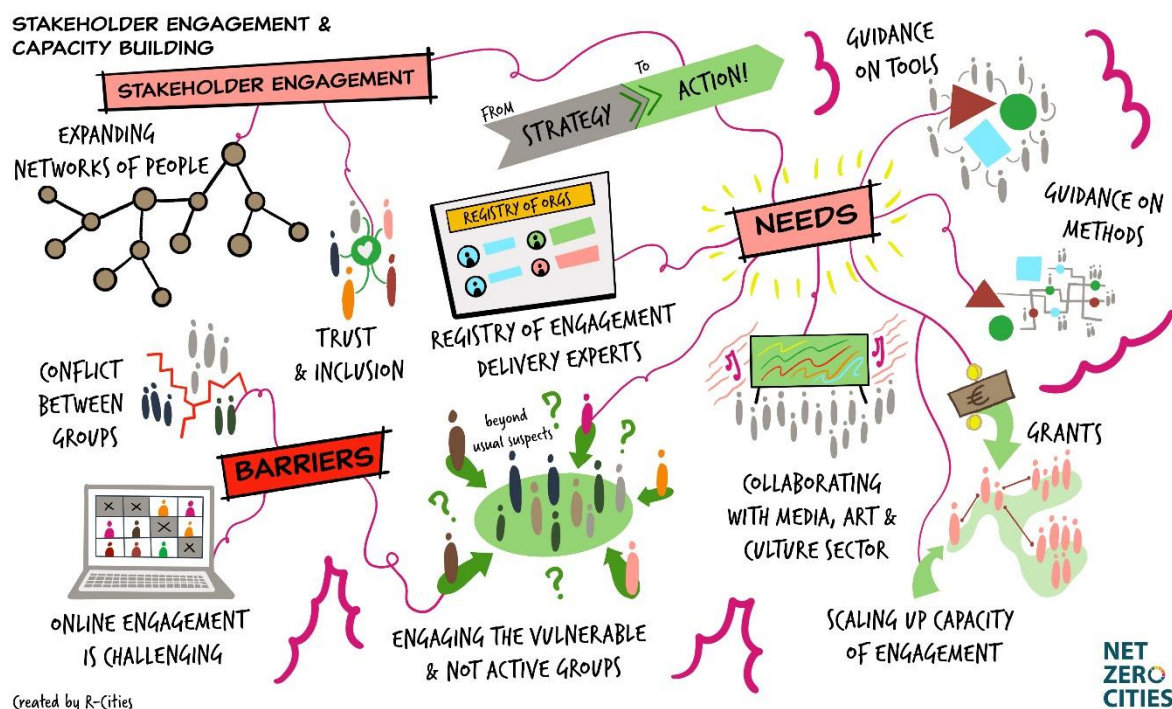 STAKEHOLDER ENGAGEMENT &
CAPACITY BUILDING
STAKEHOLDER ENGAGEMENT
EXPANDING
NETWORKS OF PEOPLE
TRUST
& INCLUSION
FROM
STRATEGY
TO
ACTION!
GUIDANCE
ON TOOLS
NEEDS
GUIDANCE ON
METHODS
REGISTRY OF ORGS
REGISTRY OF ENGAGEMENT
DELIVERY EXPERTS
CONFLICT
BETWEEN
GROUPS
BARRIERS
beyond
usual suspects
?
?
?
?
?
ENGAGING THE VULNERABLE
& NOT ACTIVE GROUPS
X X
X
X
ONLINE ENGAGEMENT
IS CHALLENGING
COLLABORATING
WITH MEDIA, ART &
CULTURE SECTOR
€
GRANTS
SCALING UP CAPACITY
OF ENGAGEMENT
Created by R-Cities
NET
ZERO
CITIES